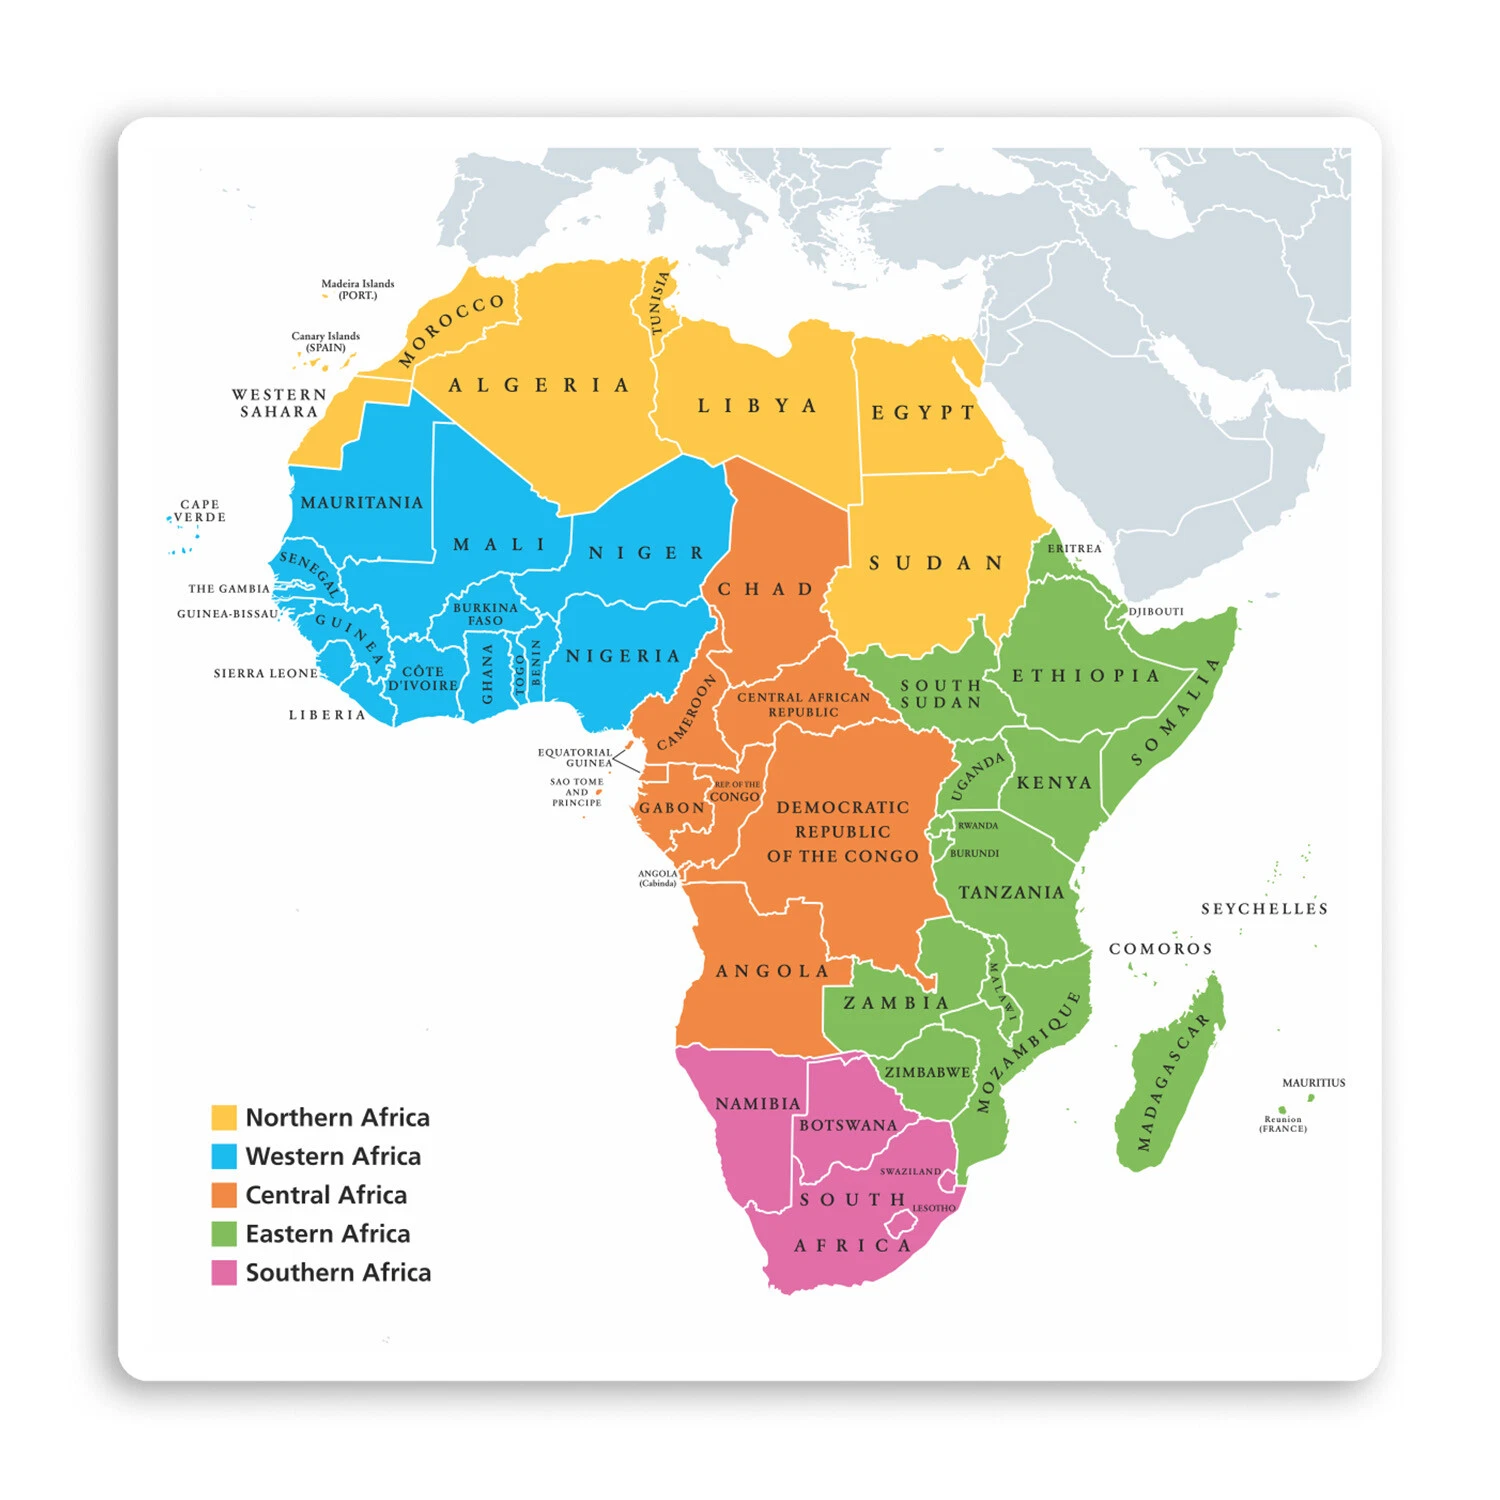 Madeira Islands
(PORT.)
Canary Islands
(SPAIN)
MOROCCO
TUNISIA
ALGERIA
LIBYA
EGYPT
WESTERN
SAHARA
CAPE
VERDE
MAURITANIA
MALI
NIGER
CHAD
SUDAN
ERITREA
SENEGAL
THE GAMBIA
GUINEA-BISSAU
GUINEA
BURKINA
FASO
DJIBOUTI
SIERRA LEONE
CÔTE
D'IVOIRE
GHANA
TOGO
BENIN
NIGERIA
LIBERIA
CAMEROON
CENTRAL AFRICAN
REPUBLIC
SOUTH
SUDAN
ETHIOPIA
SOMALIA
EQUATORIAL
GUINEA
SAO TOME
AND
PRINCIPE
GABON
REP. OF THE
CONGO
DEMOCRATIC
REPUBLIC
OF THE CONGO
UGANDA
KENYA
RWANDA
BURUNDI
TANZANIA
ANGOLA
(Cabinda)
SEYCHELLES
COMOROS
ANGOLA
ZAMBIA
MALAWI
MOZAMBIQUE
MADAGASCAR
ZIMBABWE
MAURITIUS
Reunion
(FRANCE)
NAMIBIA
BOTSWANA
SWAZILAND
SOUTH
LESOTHO
AFRICA
Northern Africa
Western Africa
Central Africa
Eastern Africa
Southern Africa